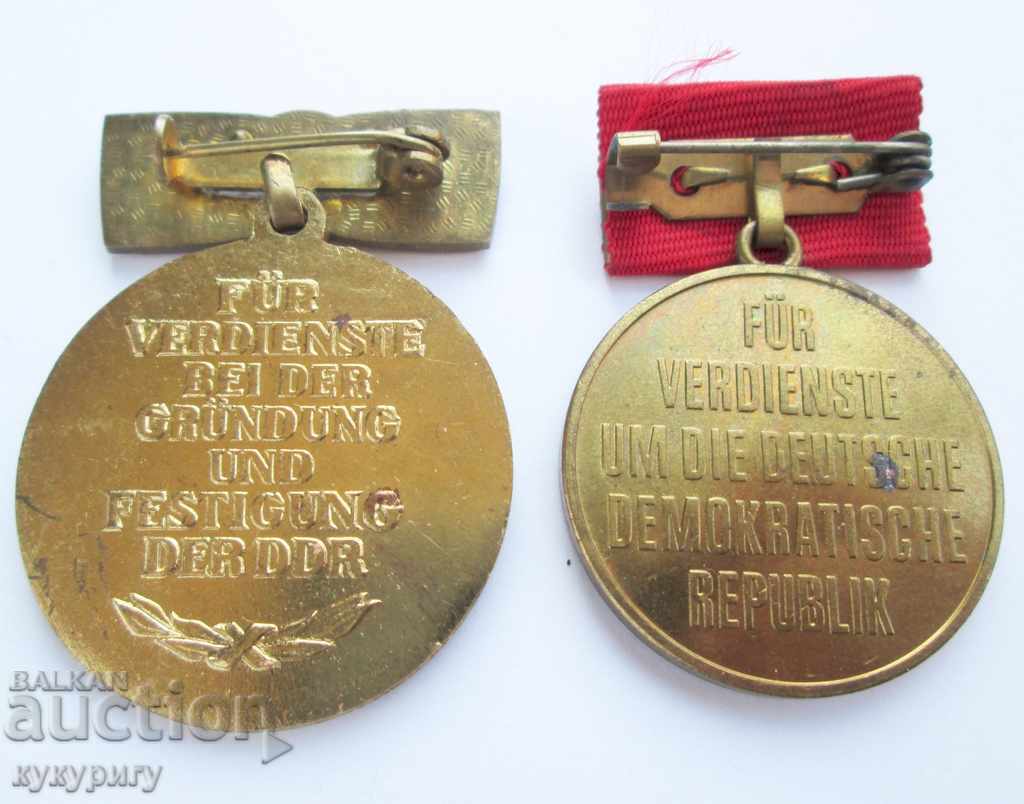 FÜR
VERDIENSTE
BEI DER
GRÜNDUNG
UND
FESTIGUNG
DER DDR
FÜR
VERDIENSTE
UM DIE DEUTSCHE
DEMOKRATISCHE
REPUBLIK
BALKAN
auction
кукуригу